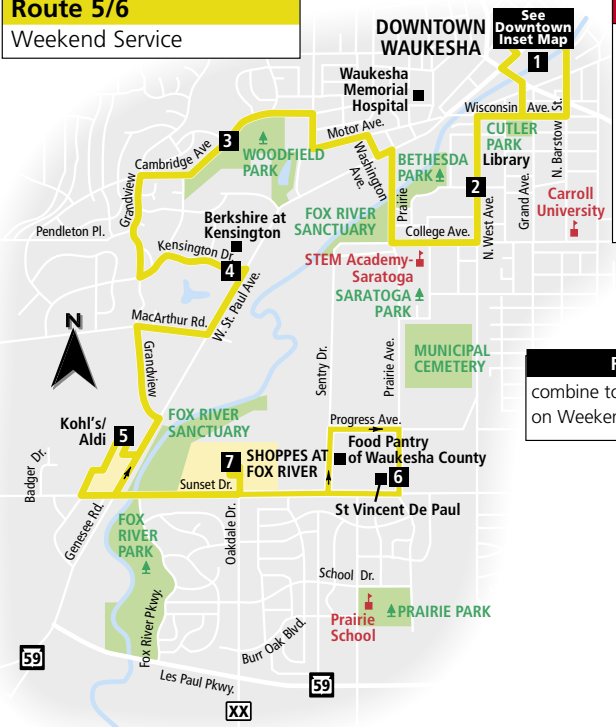 Route 5/6
Weekend Service
DOWNTOWN
WAUKESHA
See
Downtown
Inset Map
1
Waukesha
Memorial
Hospital
Wisconsin Ave.
N. Barstow St.
Motor Ave.
CUTLER
PARK
Library
3
Cambridge Ave
WOODFIELD
PARK
Washington
Ave.
BETHESDA
PARK
2
Grand Ave.
Carroll
University
Grandview
Prairie
N. West Ave.
FOX RIVER
SANCTUARY
College Ave.
Pendleton Pl.
Berkshire at
Kensington
Kensington Dr.
4
STEM Academy-
Saratoga
SARATOGA
PARK
W. St. Paul Ave.
MacArthur Rd.
N
Grandview
Sentry Dr.
Prairie Ave.
MUNICIPAL
CEMETERY
combine to
on Weeken
Kohl's/
Aldi
5
FOX RIVER
SANCTUARY
Progress Ave.
7
SHOPPES AT
FOX RIVER
Food Pantry
of Waukesha County
6
Badger Dr.
Sunset Dr.
St Vincent De Paul
Genesee Rd.
Oakdale Dr.
FOX
RIVER
PARK
School Dr.
Prairie
School
PRAIRIE PARK
Fox River Pkwy.
Burr Oak Blvd.
59
Les Paul Pkwy.
59
XX